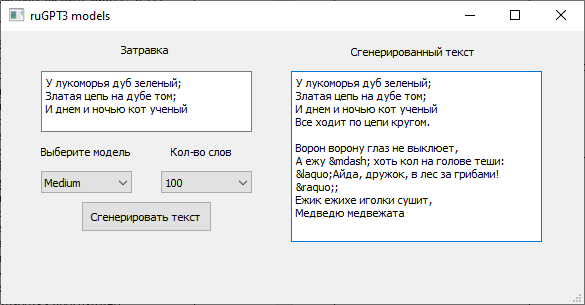 ruGPT3 models
Затравка
У лукоморья дуб зеленый;
Златая цепь на дубе том;
И днем и ночью кот ученый
Выберите модель
Кол-во слов
Medium
100
Сгенерировать текст
Сгенерированный текст
У лукоморья дуб зеленый;
Златая цепь на дубе том;
И днем и ночью кот ученый
Все ходит по цепи кругом.
Ворон ворону глаз не выклюет,
А ежу &mdash; хоть кол на голове теши:
&laquo;Айда, дружок, в лес за грибами!
&raquo;;
Ежик ежихе иголки сушит,
Медведю медвежата